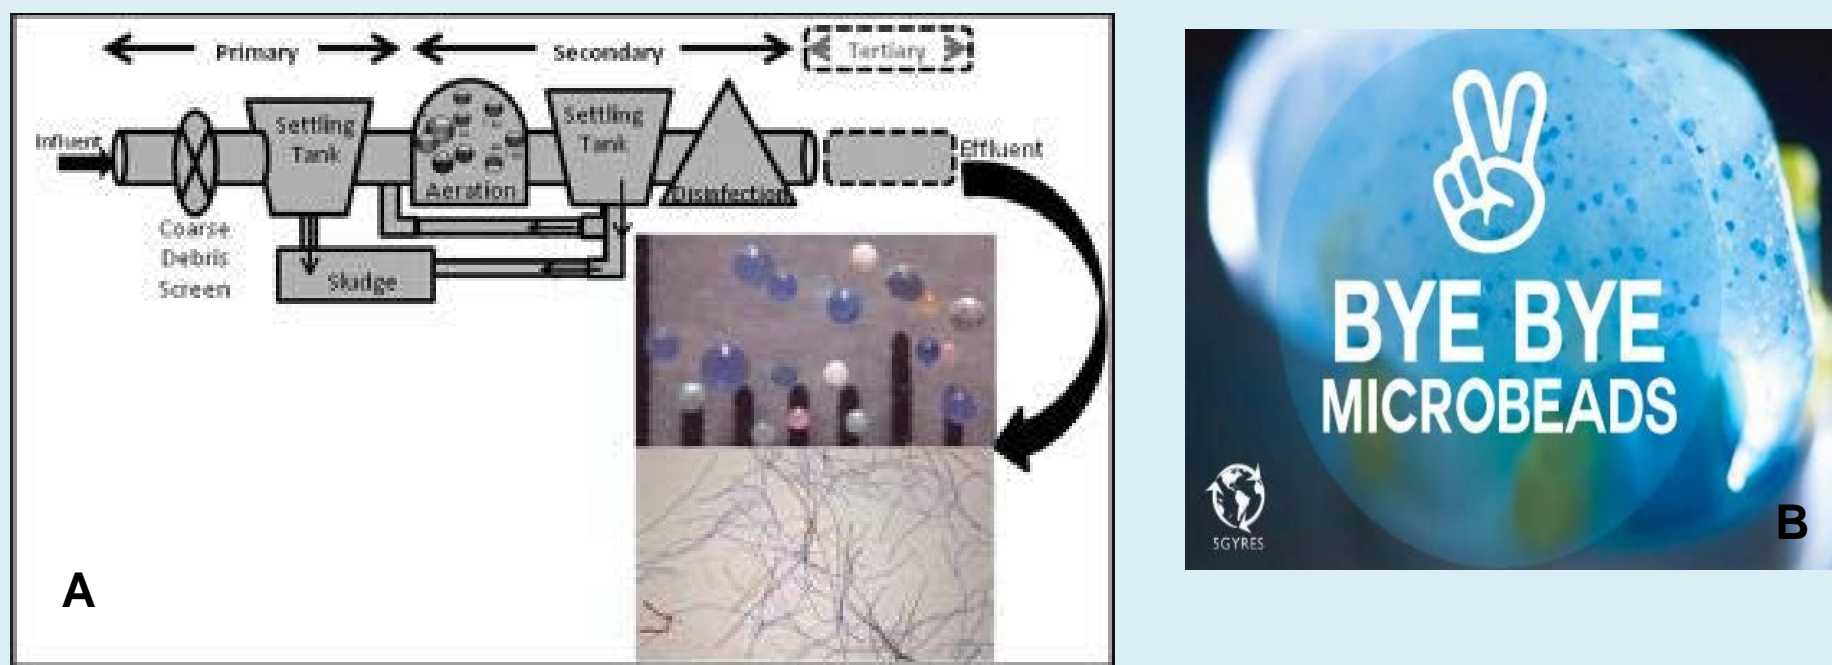 Primary
Secondary
Tertiary
Influent
Settling
Tank
Aeration
Settling
Tank
Disinfection
Effluent
Coarse
Debris
Screen
Sludge
A
BYE BYE
MICROBEADS
5GYRES
B